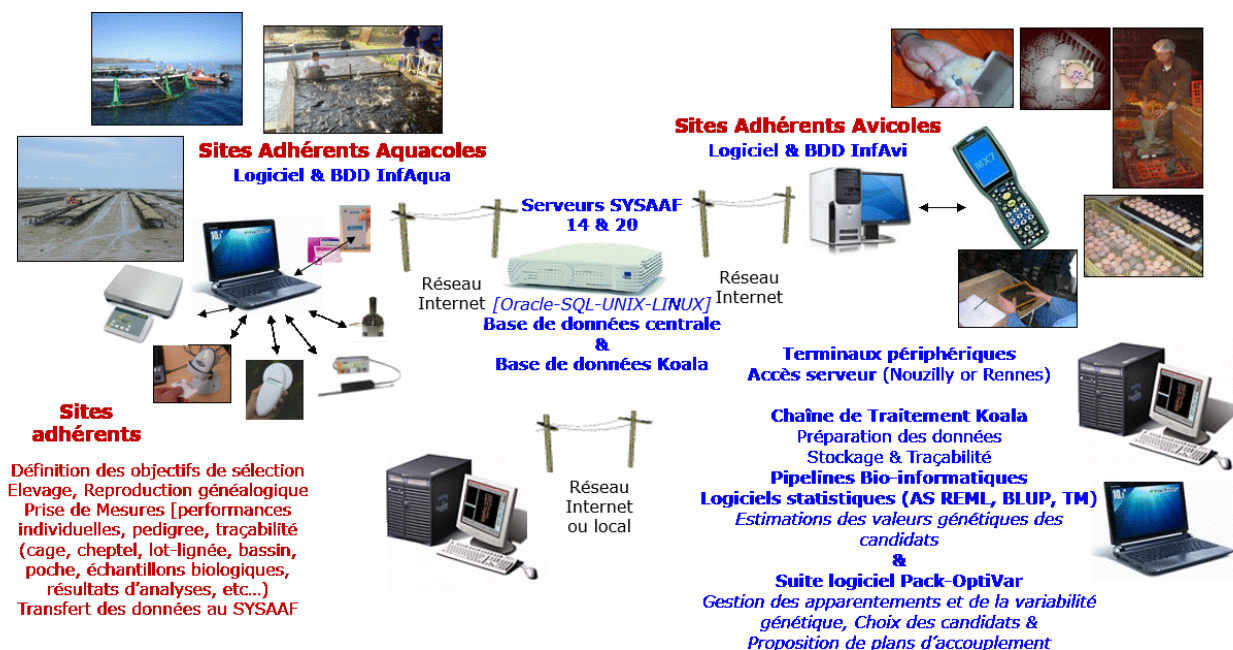 Sites Adhérents Aquacoles
Logiciel & BDD InfAqua
Sites Adhérents Avicoles
Logiciel & BDD InfAvi
Serveurs SYSAAF
14 & 20
Réseau
Internet
Réseau
Internet
[Oracle-SQL-UNIX-LINUX]
Base de données centrale
&
Base de données Koala
MX7
Sites
adhérents
Définition des objectifs de sélection
Elevage, Reproduction généalogique
Prise de Mesures [performances
individuelles, pedigree, traçabilité
(cage, cheptel, lot-lignée, bassin,
poche, échantillons biologiques,
résultats d'analyses, etc...)
Transfert des données au SYSAAF
Réseau
Internet
ou local
Terminaux périphériques
Accès serveur (Nouzilly or Rennes)
Chaîne de Traitement Koala
Préparation des données
Stockage & Traçabilité
Pipelines Bio-informatiques
Logiciels statistiques (AS REML, BLUP, TM)
Estimations des valeurs génétiques des
candidats
&
Suite logiciel Pack-OptiVar
Gestion des apparentements et de la variabilité
génétique, Choix des candidats &
Proposition de plans d'accouplement